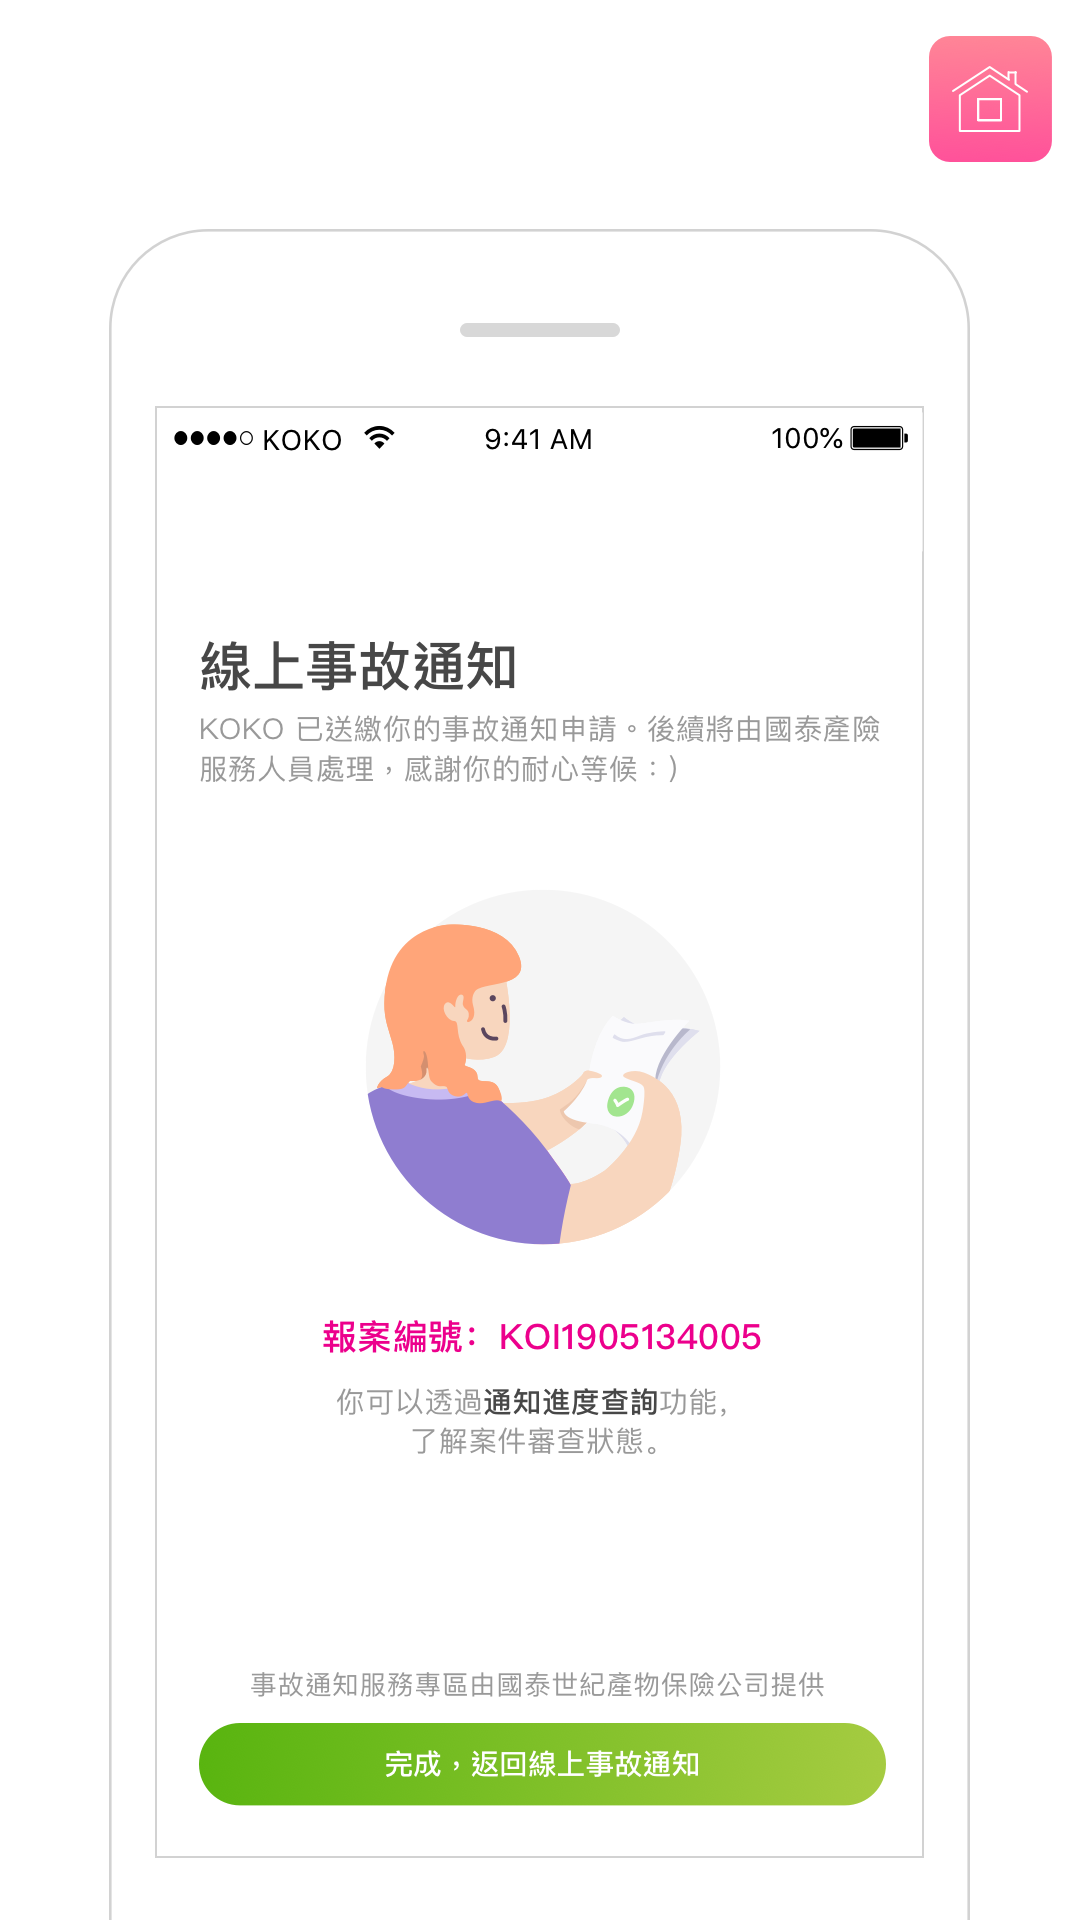 KOKO 9:41 AM 100%
線上事故通知
KOKO 已送繳你的事故通知申請。後續將由國泰產險
服務人員處理，感謝你的耐心等候：）
報案編號： KOI1905134005
你可以透過通知進度查詢功能，
了解案件審查狀態。
事故通知服務專區由國泰世紀產物保險公司提供
完成，返回線上事故通知